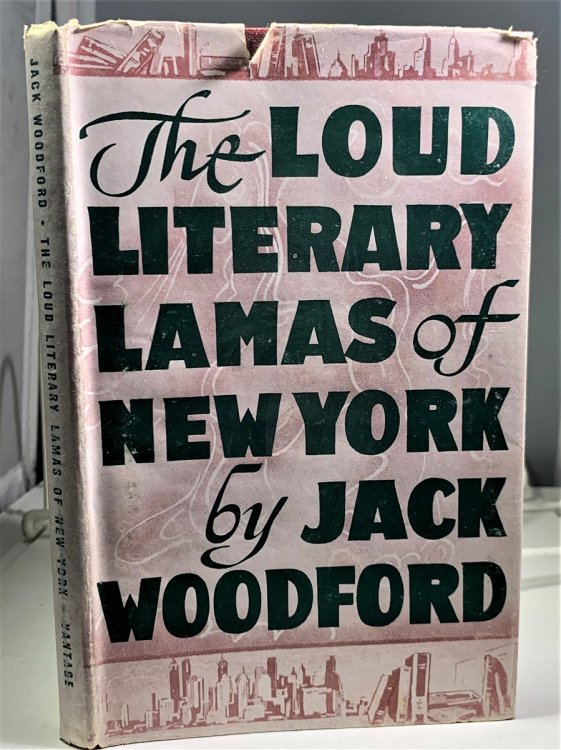 The LOUD
LITERARY
LAMAS of
NEW YORK
by JACK
WOODFORD
JACK WOODFORD • THE LOUD LITERARY LAMAS OF NEW YORK • VANTAGE